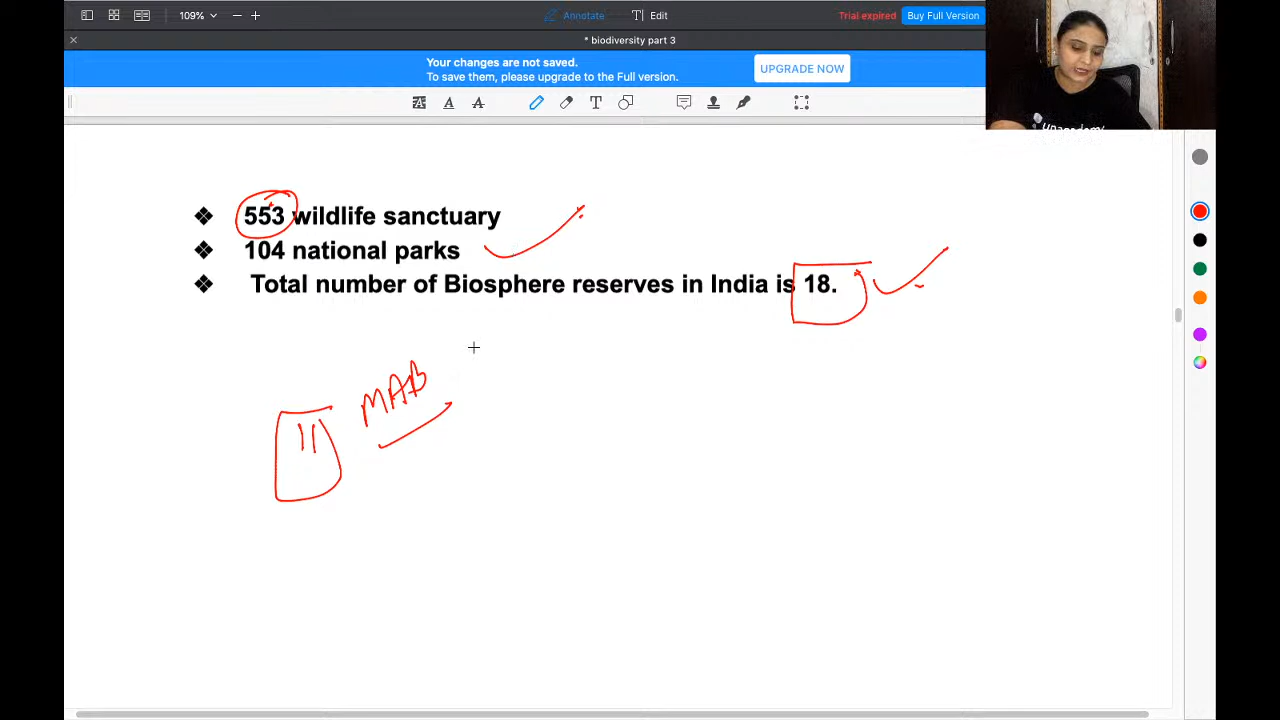 109%
Annotate
Edit
Trial expired
Buy Full Version
* biodiversity part 3
Your changes are not saved.
To save them, please upgrade to the Full version.
UPGRADE NOW
❖ 553 wildlife sanctuary
❖ 104 national parks
❖ Total number of Biosphere reserves in India is 18.
MAB
11